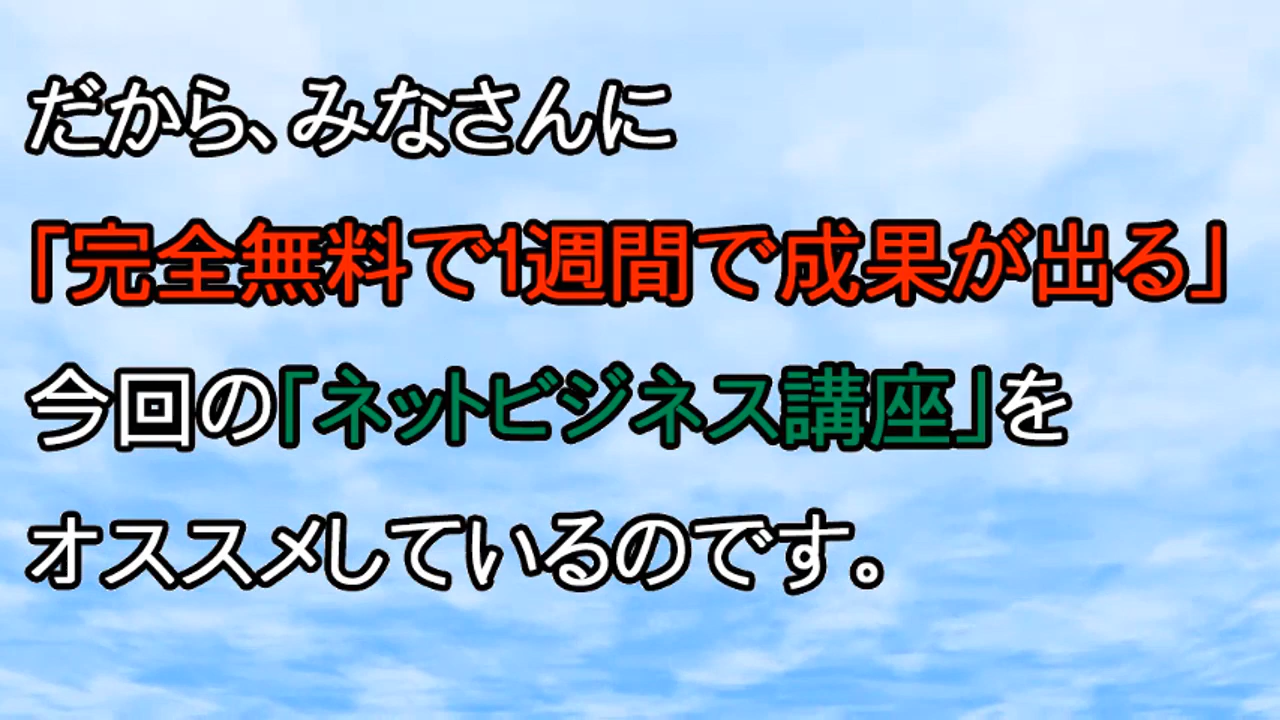 だから、みなさんに
「完全無料で1週間で成果が出る」
今回の「ネットビジネス講座」を
オススメしているのです。